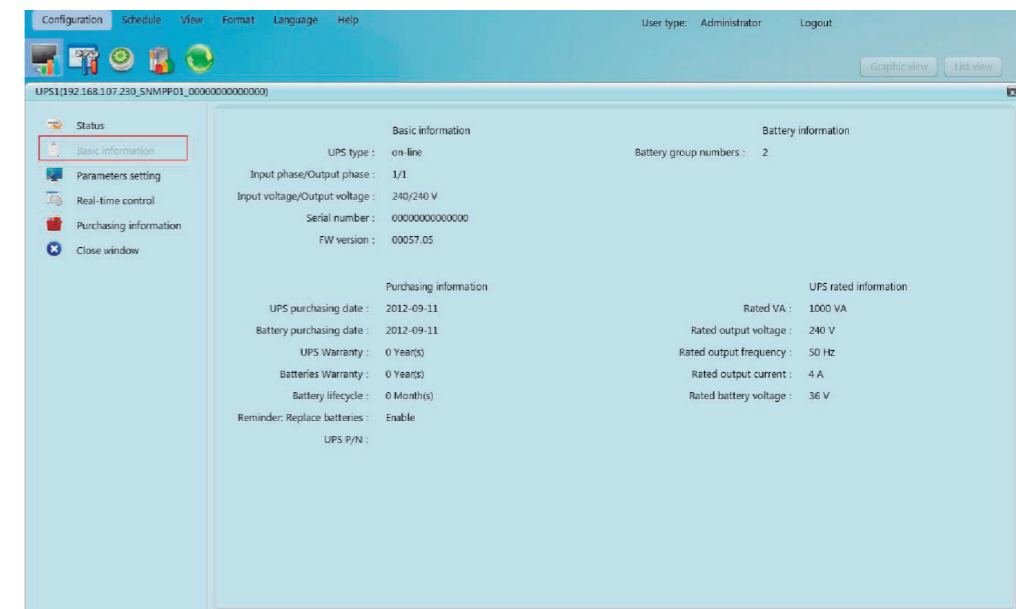 Configuration Schedule View Format Language Help User type: Administrator Logout
Graphic view List view
UPS1(192.168.107.230_SNMPP01_00000000000000)
Status
Basic information
Parameters setting
Real-time control
Purchasing information
Close window
Basic information
UPS type : on-line
Input phase/Output phase : 1/1
Input voltage/Output voltage : 240/240 V
Serial number : 00000000000000
FW version : 00057.05
Battery information
Battery group numbers : 2
Purchasing information
UPS purchasing date : 2012-09-11
Battery purchasing date : 2012-09-11
UPS Warranty : 0 Year(s)
Batteries Warranty : 0 Year(s)
Battery lifecycle : 0 Month(s)
Reminder: Replace batteries : Enable
UPS P/N :
UPS rated information
Rated VA : 1000 VA
Rated output voltage : 240 V
Rated output frequency : 50 Hz
Rated output current : 4 A
Rated battery voltage : 36 V